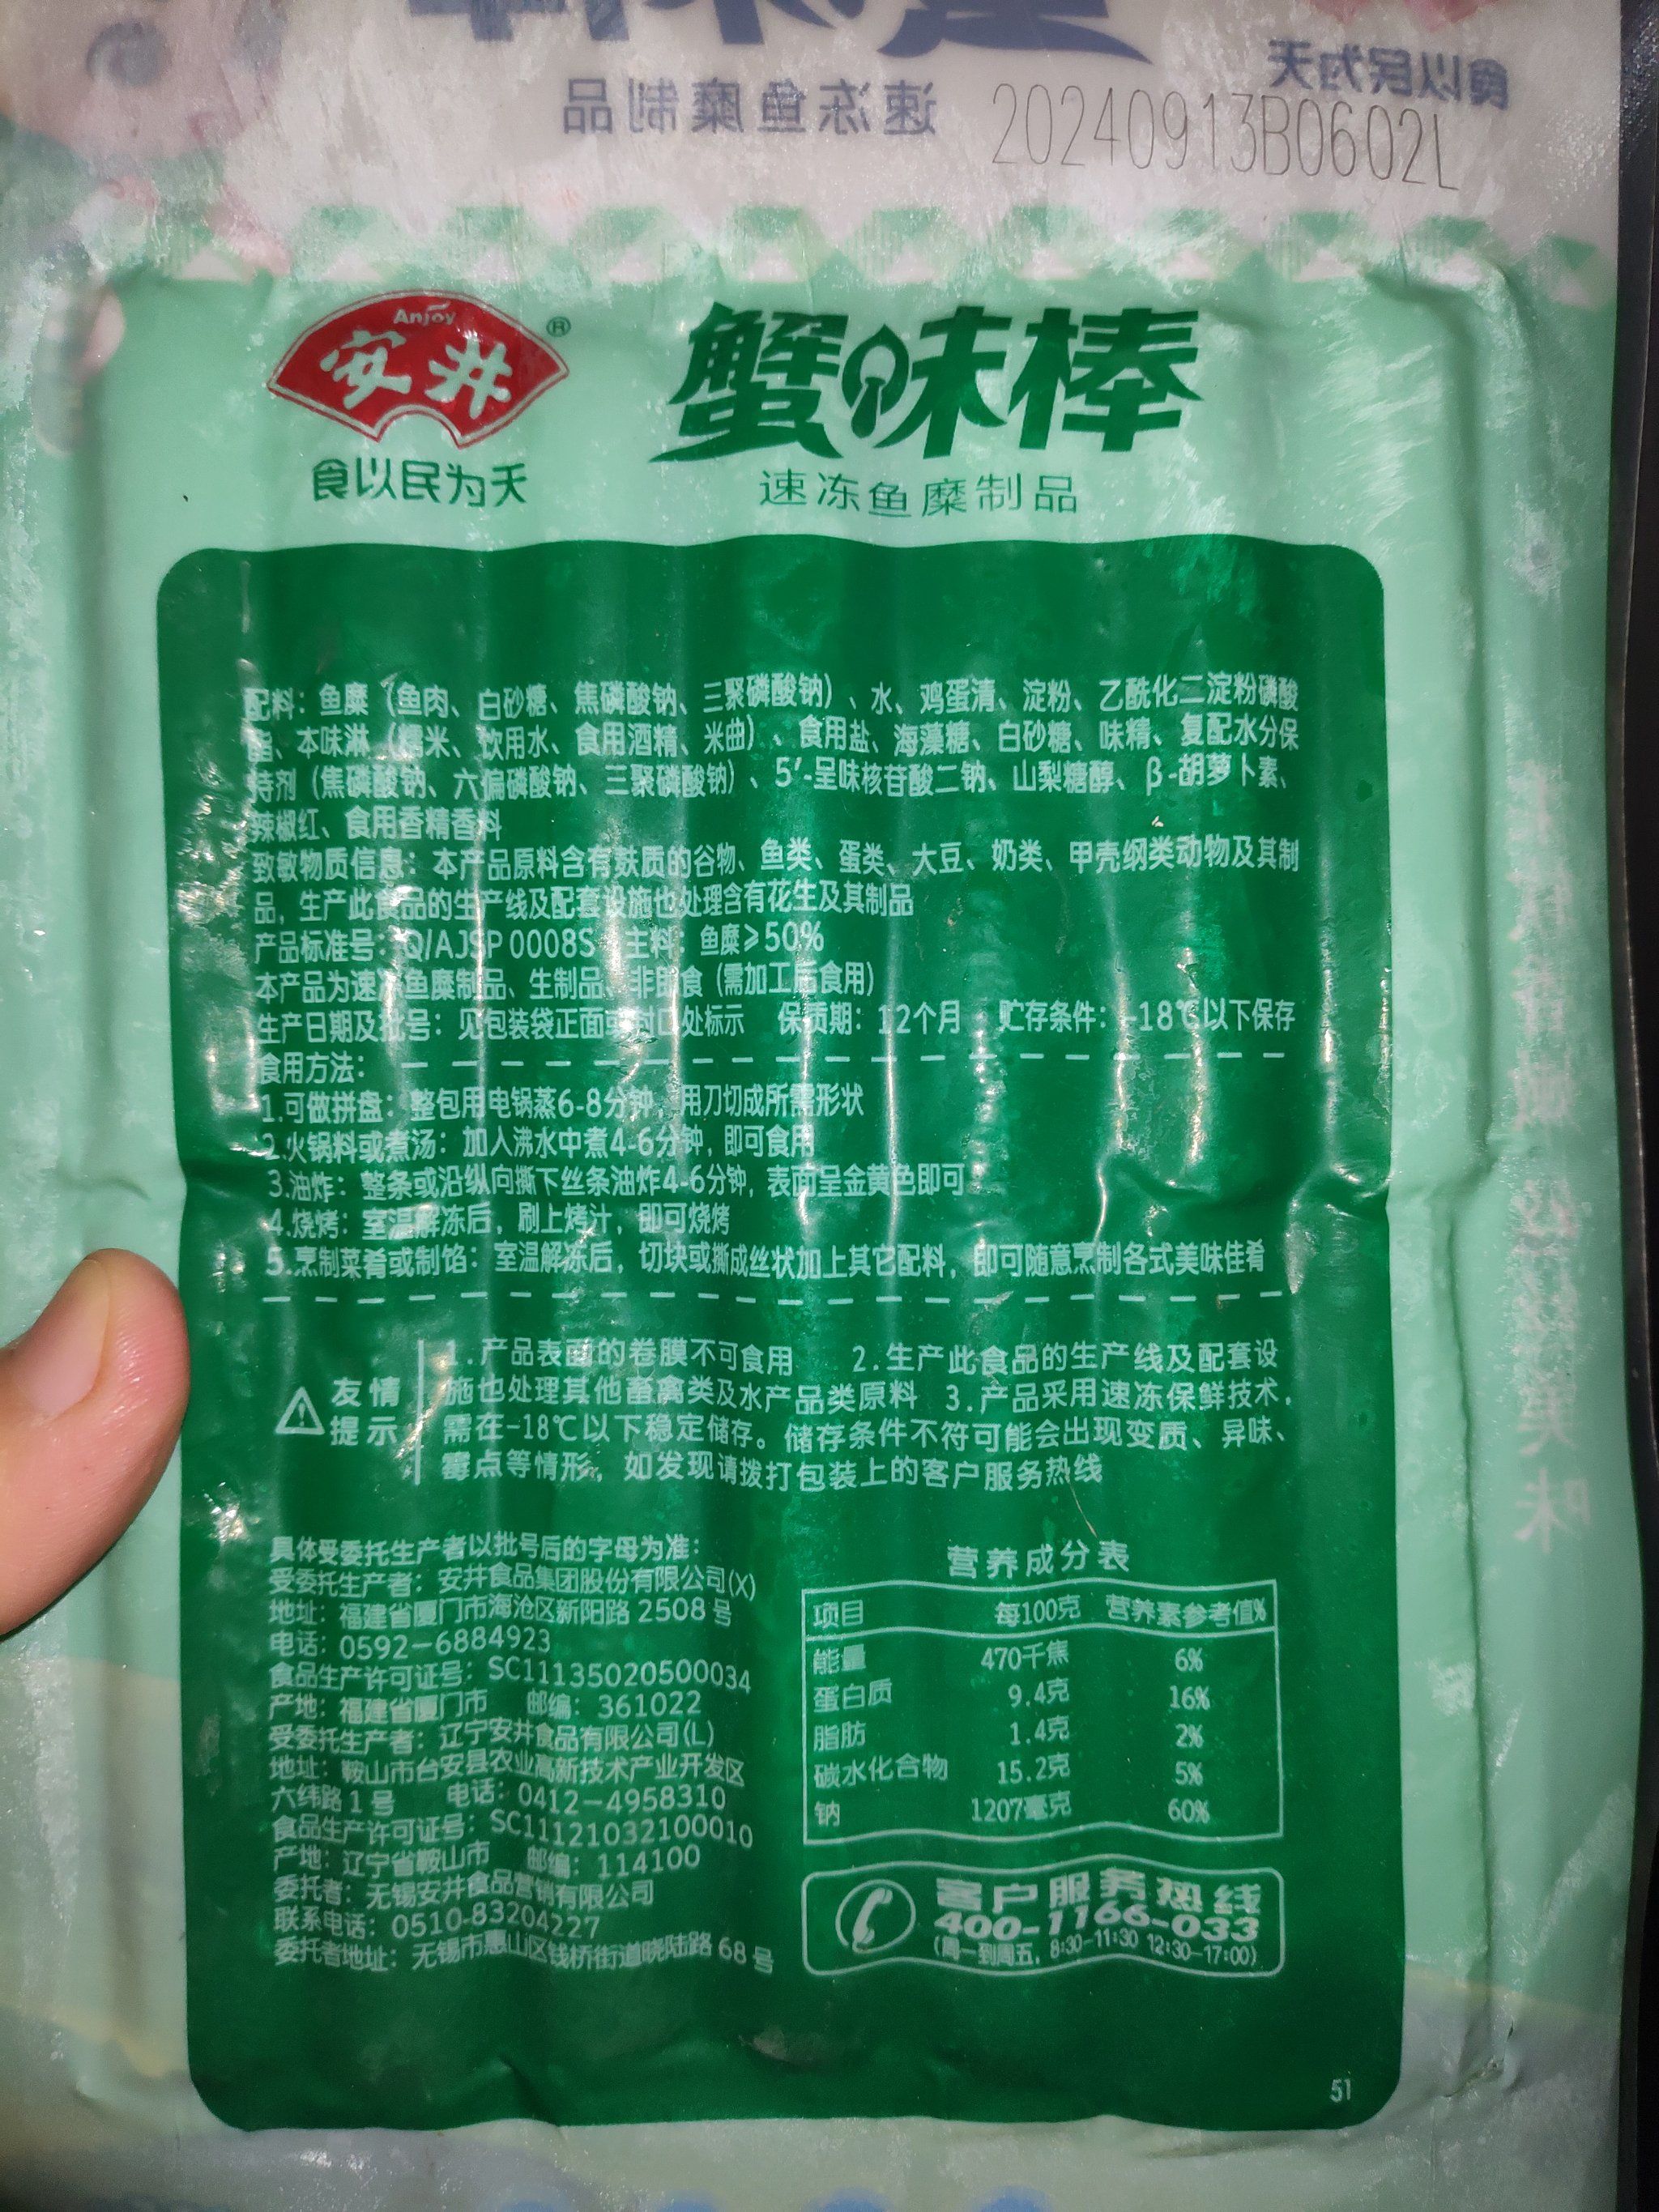 食以民为天
速冻鱼糜制品
20240913B0602L
Anjoy
安井®
食以民为天
蟹味棒
速冻鱼糜制品
配料：鱼糜（鱼肉、白砂糖、焦磷酸钠、三聚磷酸钠）、水、鸡蛋清、淀粉、乙酰化二淀粉磷酸
酯、本味淋（糯米、饮用水、食用酒精、米曲）、食用盐、海藻糖、白砂糖、味精、复配水分保
持剂（焦磷酸钠、六偏磷酸钠、三聚磷酸钠）、5′-呈味核苷酸二钠、山梨糖醇、β-胡萝卜素、
辣椒红、食用香精香料
致敏物质信息：本产品原料含有麸质的谷物、鱼类、蛋类、大豆、奶类、甲壳纲类动物及其制
品，生产此食品的生产线及配套设施也处理含有花生及其制品
产品标准号：Q/AJSP 0008S 主料：鱼糜≥50%
本产品为速冻鱼糜制品、生制品、非即食（需加工后食用）
生产日期及批号：见包装袋正面或封口处标示 保质期：12个月 贮存条件：-18℃以下保存
食用方法：
1.可做拼盘：整包用电锅蒸6-8分钟，用刀切成所需形状
2.火锅料或煮汤：加入沸水中煮4-6分钟，即可食用
3.油炸：整条或沿纵向撕下丝条油炸4-6分钟，表面呈金黄色即可
4.烧烤：室温解冻后，刷上烤汁，即可烧烤
5.烹制菜肴或制馅：室温解冻后，切块或撕成丝状加上其它配料，即可随意烹制各式美味佳肴
友情
提示
1.产品表面的卷膜不可食用 2.生产此食品的生产线及配套设
施也处理其他畜禽类及水产品类原料 3.产品采用速冻保鲜技术，
需在-18℃以下稳定储存。储存条件不符可能会出现变质、异味、
霉点等情形，如发现请拨打包装上的客户服务热线
具体受委托生产者以批号后的字母为准：
受委托生产者：安井食品集团股份有限公司(X)
地址：福建省厦门市海沧区新阳路 2508 号
电话：0592-6884923
食品生产许可证号：SC11135020500034
产地：福建省厦门市 邮编：361022
受委托生产者：辽宁安井食品有限公司(L)
地址：鞍山市台安县农业高新技术产业开发区
六纬路 1 号 电话：0412-4958310
食品生产许可证号：SC11121032100010
产地：辽宁省鞍山市 邮编：114100
委托者：无锡安井食品营销有限公司
联系电话：0510-83204227
委托者地址：无锡市惠山区钱桥街道晓陆路 68 号
营养成分表
项目 每100克 营养素参考值%
能量 470千焦 6%
蛋白质 9.4克 16%
脂肪 1.4克 2%
碳水化合物 15.2克 5%
钠 1207毫克 60%
客户服务热线
400-1166-033
(周一到周五，8:30-11:30 12:30-17:00)
51